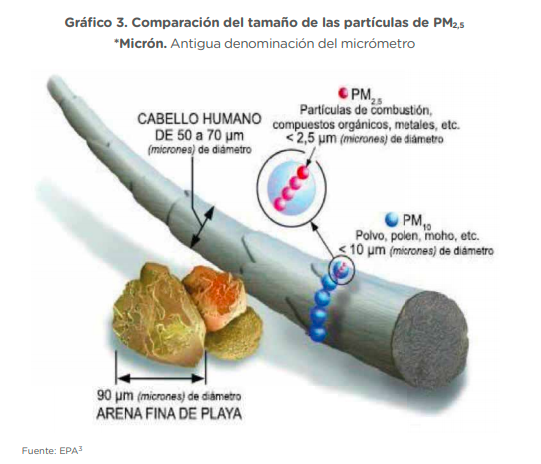 Gráfico 3. Comparación del tamaño de las partículas de PM₂,₅
*Micrón. Antigua denominación del micrómetro
PM₂,₅
Partículas de combustión,
compuestos orgánicos, metales, etc.
< 2,5 µm (micrones) de diámetro
CABELLO HUMANO
DE 50 a 70 µm
(micrones) de diámetro
PM₁₀
Polvo, polen, moho, etc.
< 10 µm (micrones) de diámetro
90 µm (micrones) de diámetro
ARENA FINA DE PLAYA
Fuente: EPA³